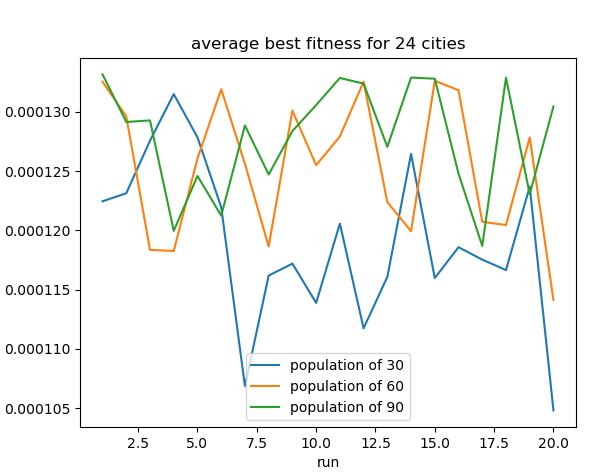 average best fitness for 24 cities
0.000130
0.000125
0.000120
0.000115
0.000110
0.000105
population of 30
population of 60
population of 90
2.5 5.0 7.5 10.0 12.5 15.0 17.5 20.0
run